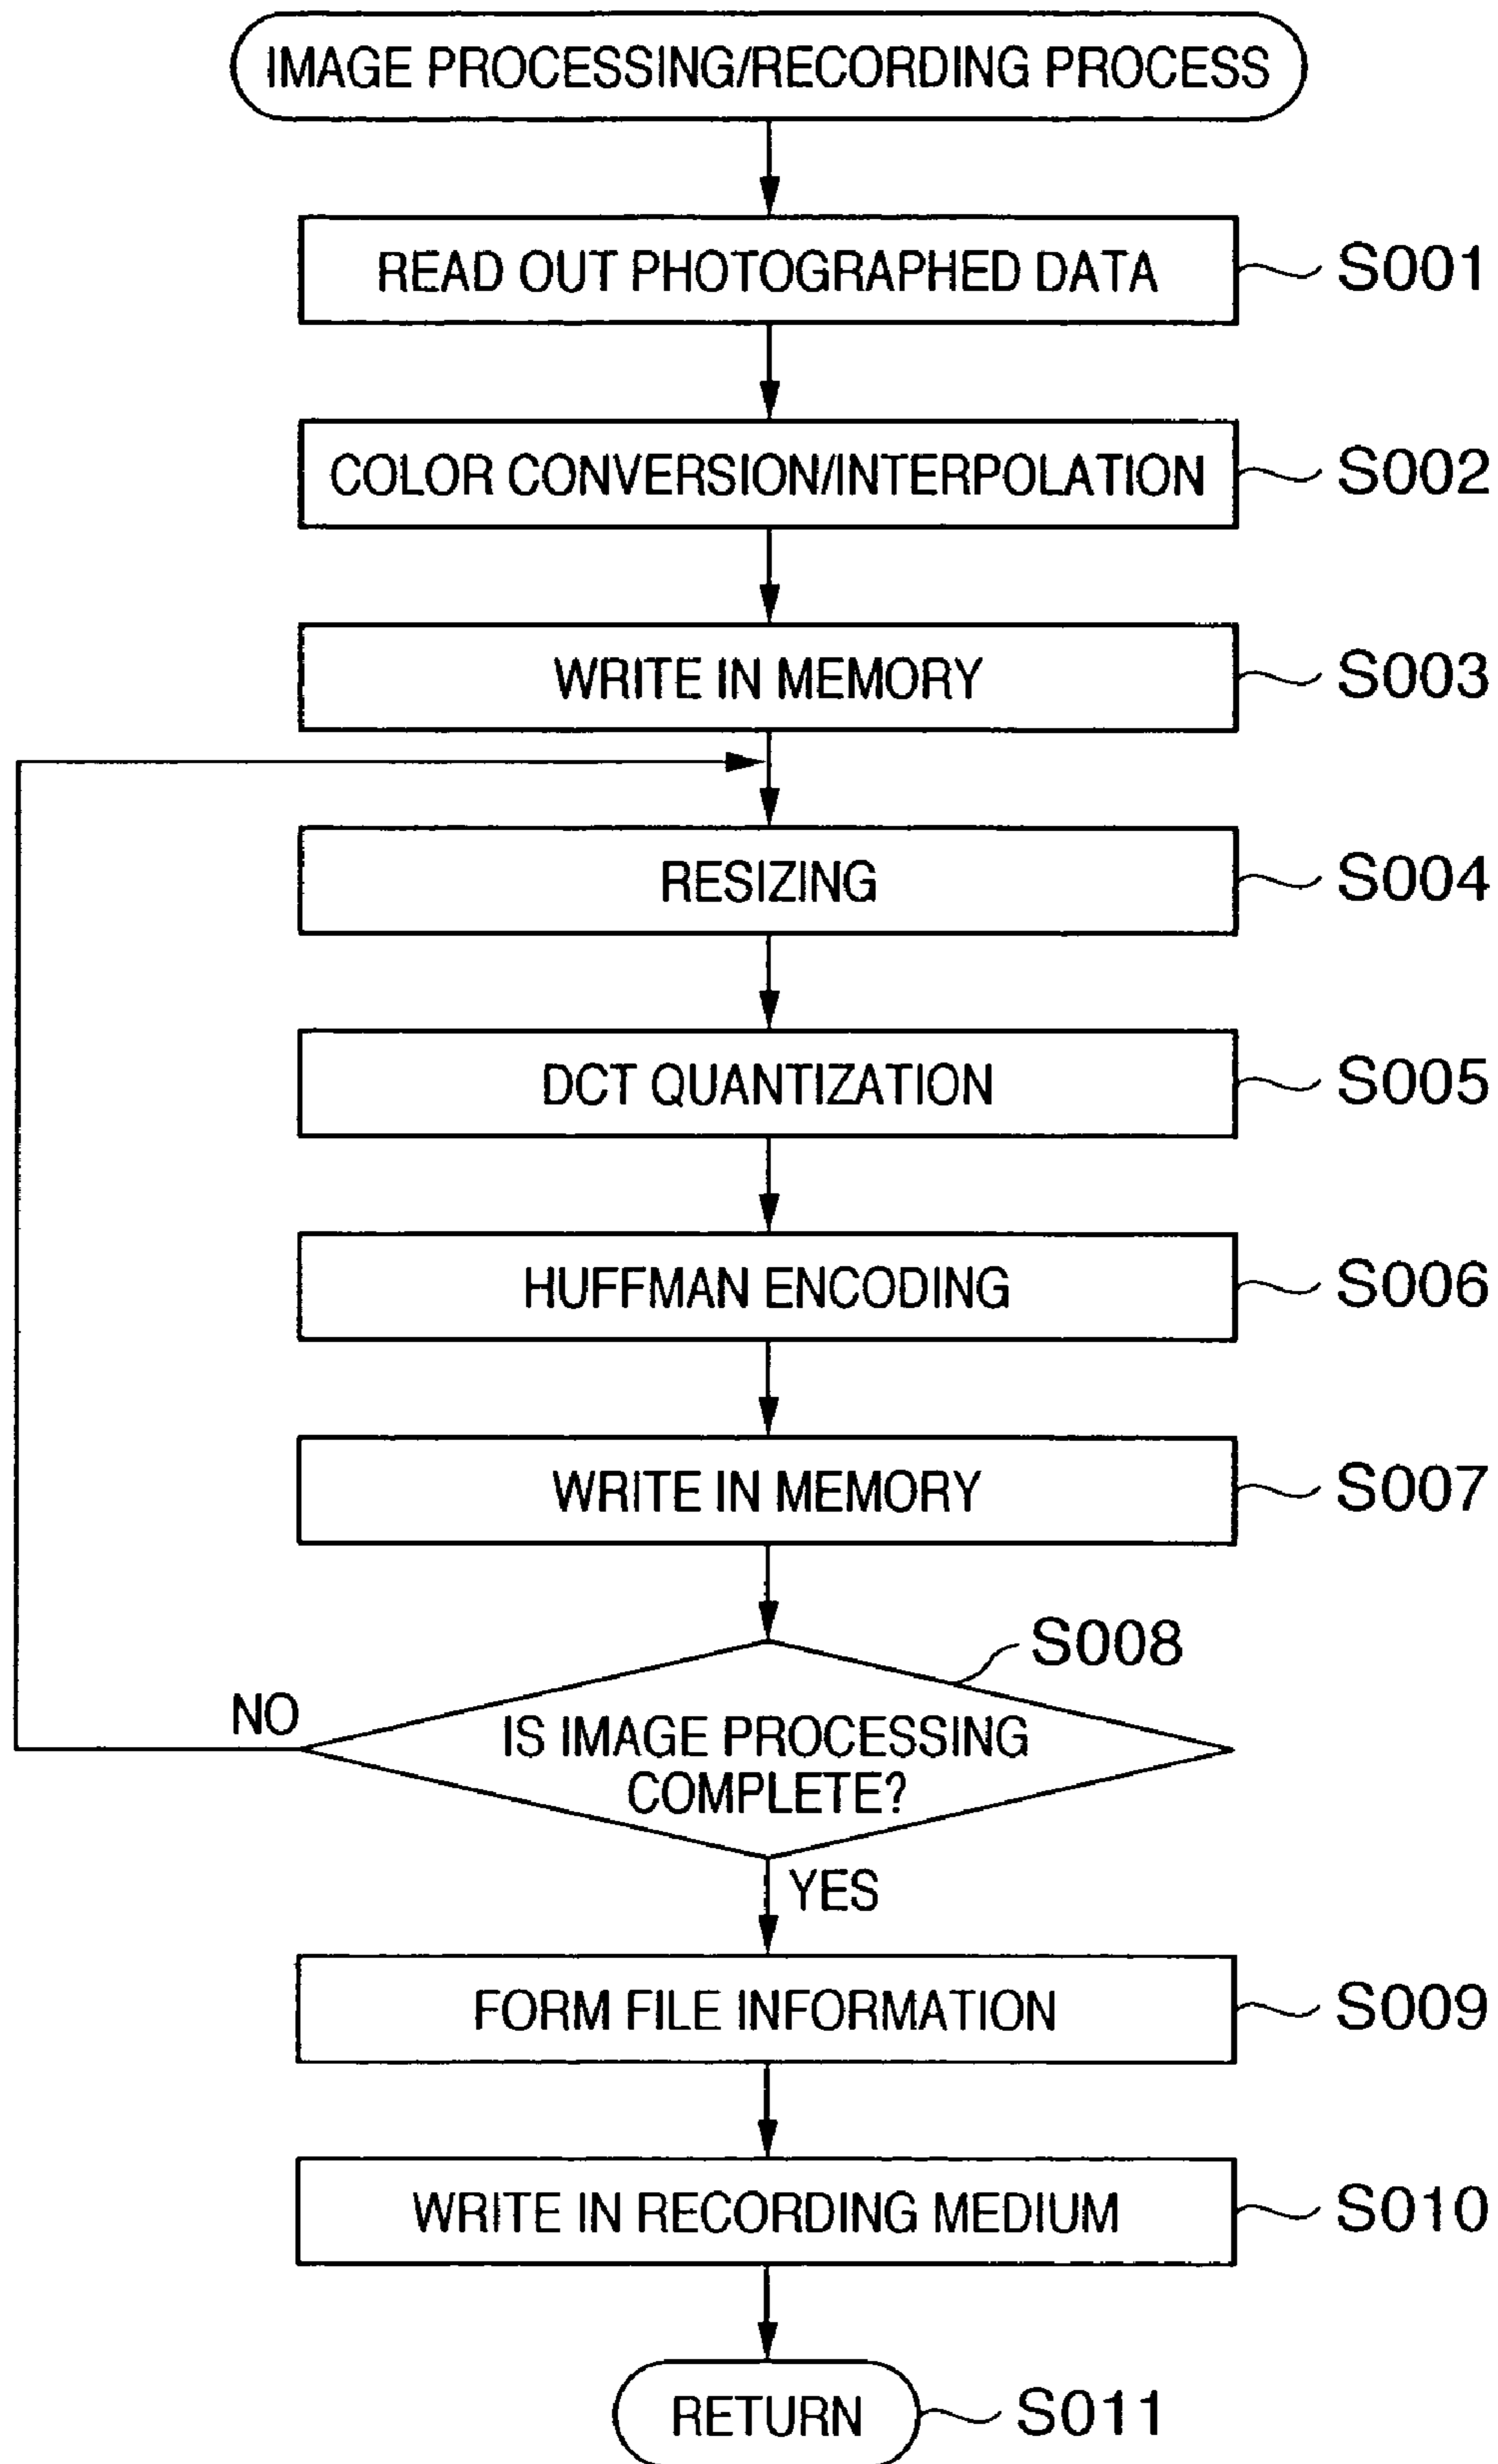 IMAGE PROCESSING/RECORDING PROCESS
READ OUT PHOTOGRAPHED DATA
S001
COLOR CONVERSION/INTERPOLATION
S002
WRITE IN MEMORY
S003
RESIZING
S004
DCT QUANTIZATION
S005
HUFFMAN ENCODING
S006
WRITE IN MEMORY
S007
S008
NO
IS IMAGE PROCESSING
COMPLETE?
YES
FORM FILE INFORMATION
S009
WRITE IN RECORDING MEDIUM
S010
RETURN
S011